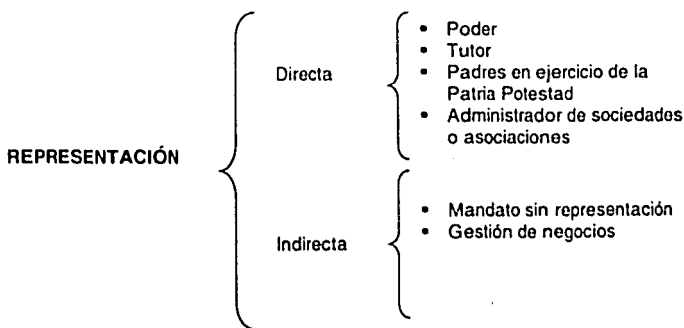 REPRESENTACIÓN
Directa
• Poder
• Tutor
• Padres en ejercicio de la
Patria Potestad
• Administrador de sociedades
o asociaciones
Indirecta
• Mandato sin representación
• Gestión de negocios